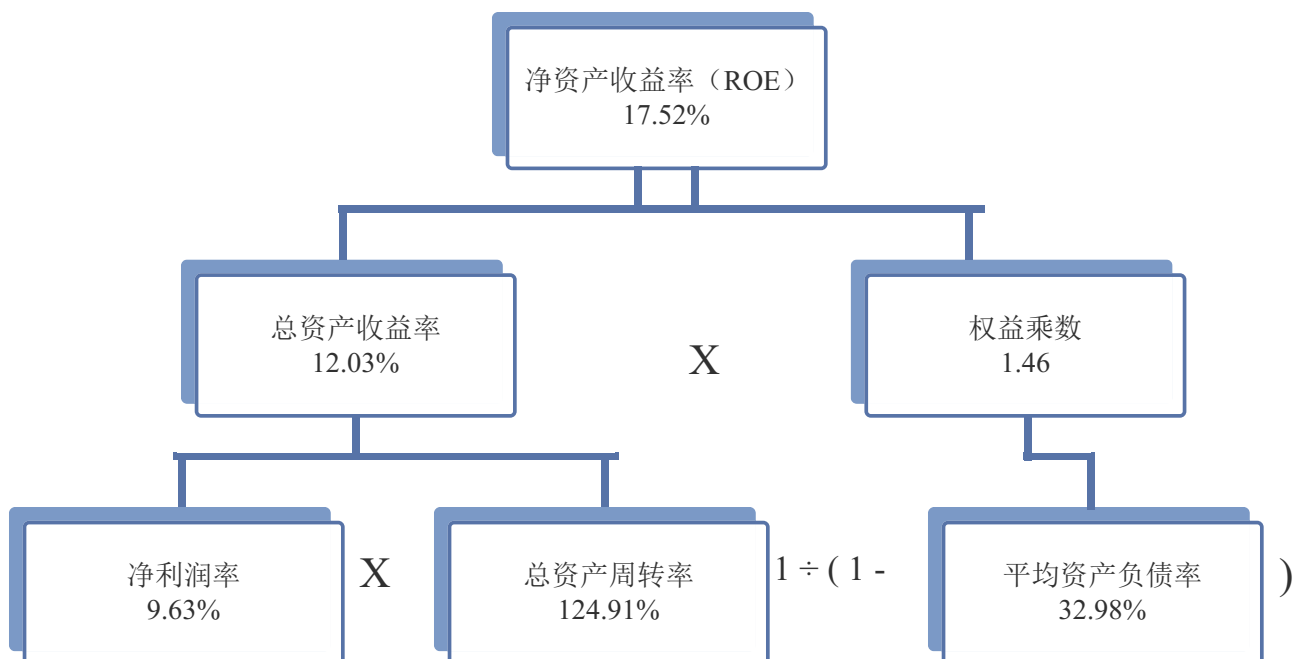 净资产收益率（ROE）
17.52%
总资产收益率
12.03%
X
权益乘数
1.46
净利润率
9.63%
X
总资产周转率
124.91%
1 ÷ ( 1 -
平均资产负债率
32.98%
)